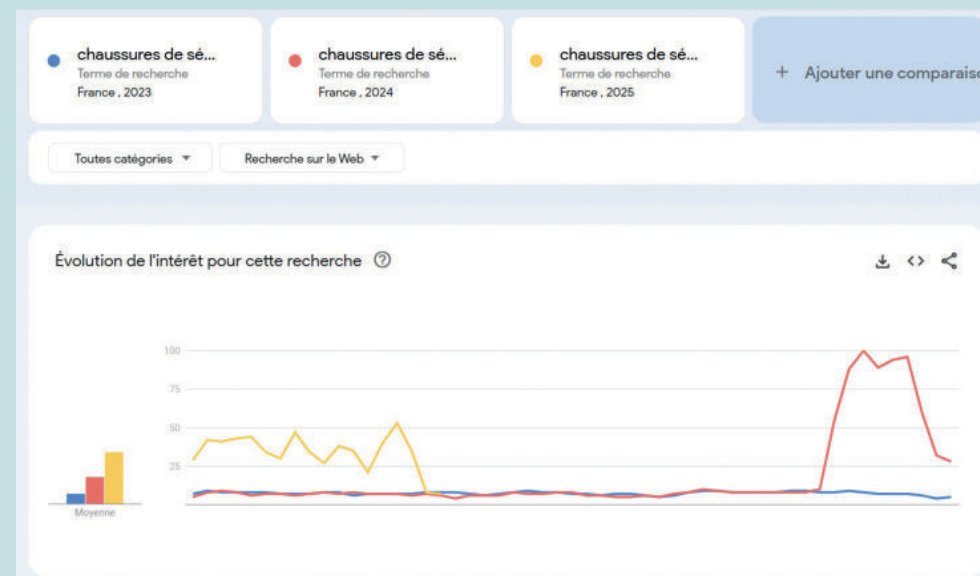 chaussures de sé...
Terme de recherche
France , 2023
chaussures de sé...
Terme de recherche
France , 2024
chaussures de sé...
Terme de recherche
France , 2025
+ Ajouter une comparaiso
Toutes catégories
Recherche sur le Web
Évolution de l'intérêt pour cette recherche
100
75
50
25
Moyenne